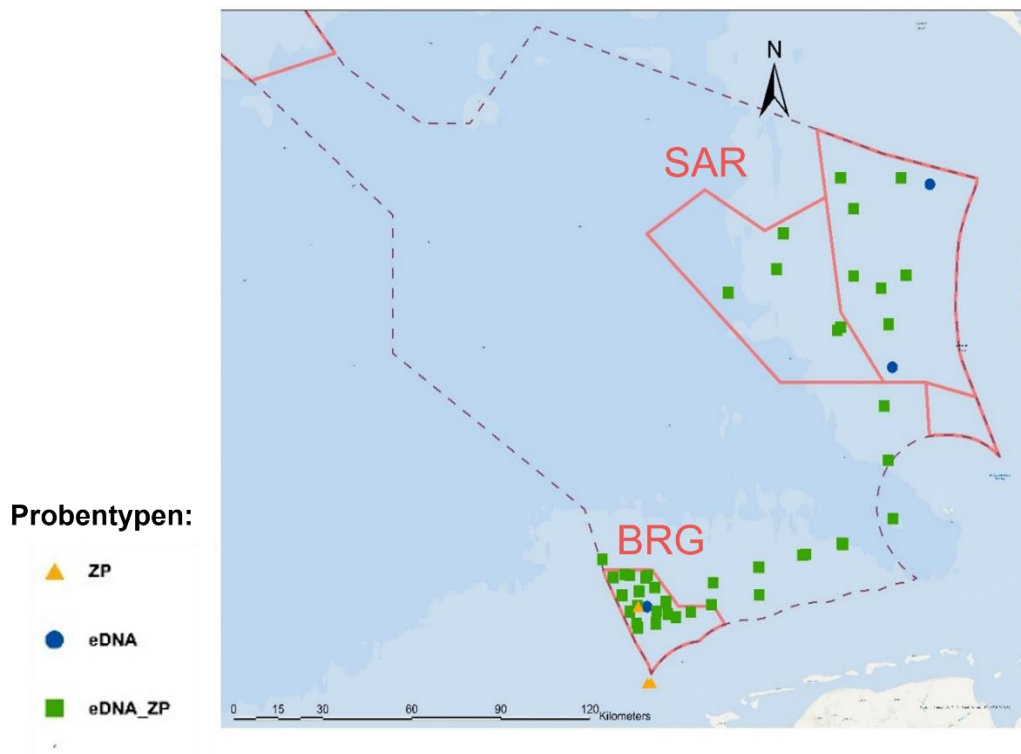 N
SAR
BRG
Probentypen:
ZP
eDNA
eDNA_ZP
0 15 30 60 90 120
Kilometers